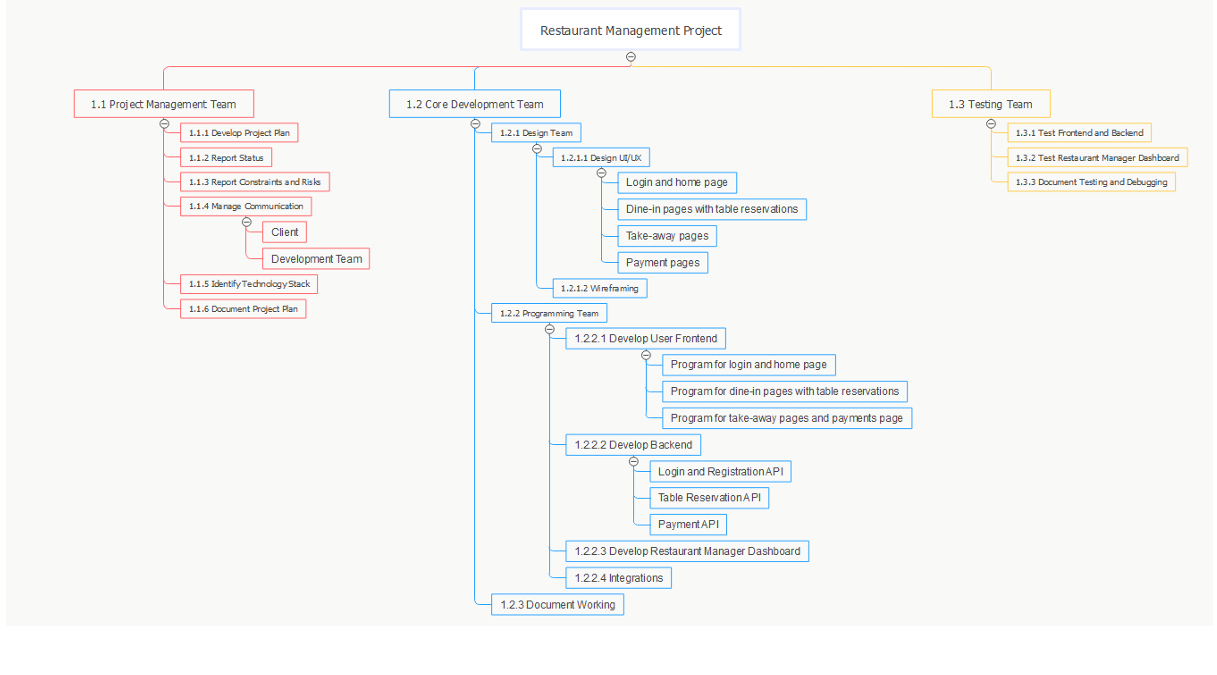 Restaurant Management Project
1.1 Project Management Team
1.1.1 Develop Project Plan
1.1.2 Report Status
1.1.3 Report Constraints and Risks
1.1.4 Manage Communication
Client
Development Team
1.1.5 Identify Technology Stack
1.1.6 Document Project Plan
1.2 Core Development Team
1.2.1 Design Team
1.2.1.1 Design UI/UX
Login and home page
Dine-in pages with table reservations
Take-away pages
Payment pages
1.2.1.2 Wireframing
1.2.2 Programming Team
1.2.2.1 Develop User Frontend
Program for login and home page
Program for dine-in pages with table reservations
Program for take-away pages and payments page
1.2.2.2 Develop Backend
Login and Registration API
Table Reservation API
Payment API
1.2.2.3 Develop Restaurant Manager Dashboard
1.2.2.4 Integrations
1.2.3 Document Working
1.3 Testing Team
1.3.1 Test Frontend and Backend
1.3.2 Test Restaurant Manager Dashboard
1.3.3 Document Testing and Debugging